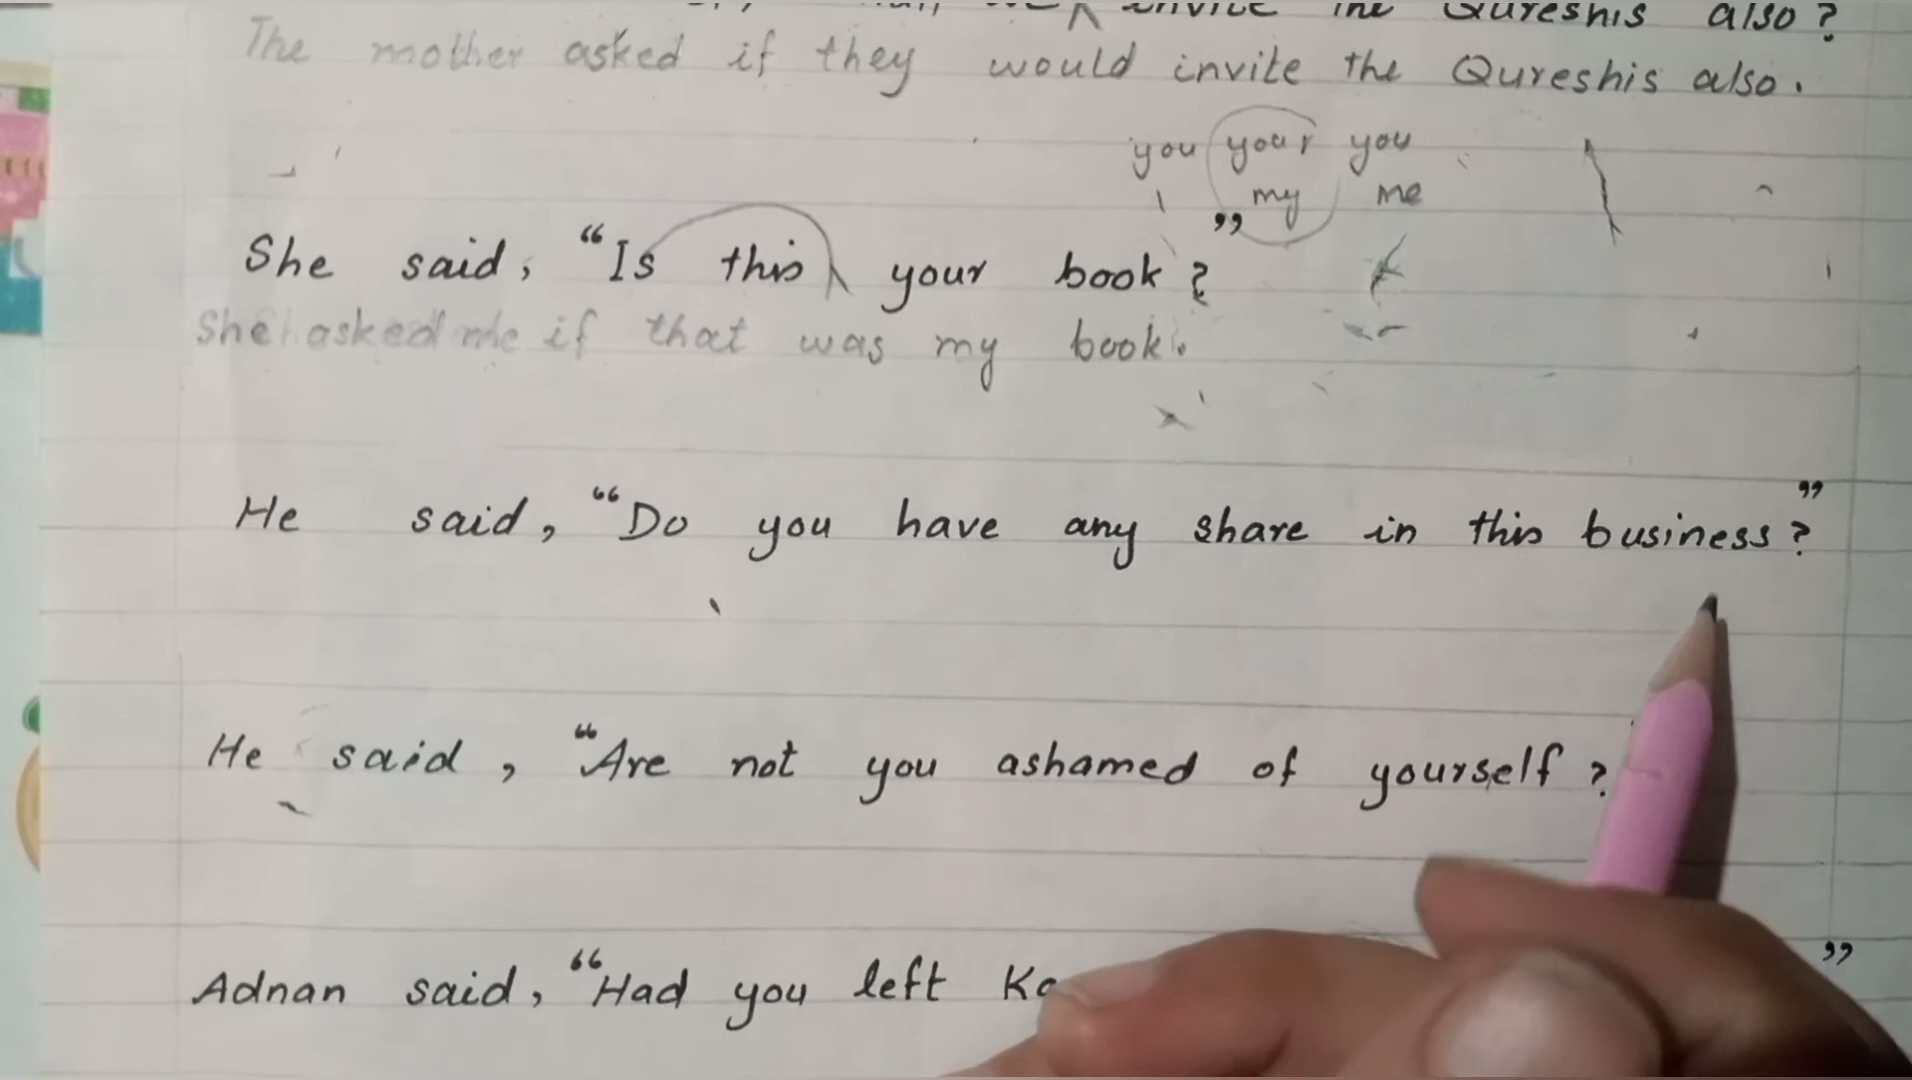 invite the Qureshis also?
The mother asked if they would invite the Qureshis also.
you your you
I my me
She said, "Is this your book?"
She asked me if that was my book.
He said, "Do you have any share in this business?"
He said, "Are not you ashamed of yourself?
Adnan said, "Had you left "